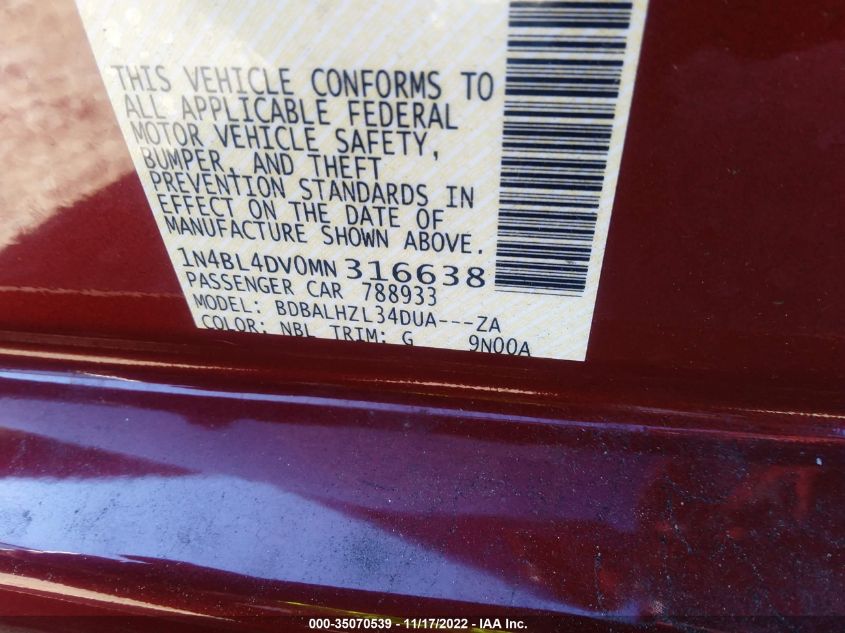 THIS VEHICLE CONFORMS TO
ALL APPLICABLE FEDERAL
MOTOR VEHICLE SAFETY,
BUMPER, AND THEFT
PREVENTION STANDARDS IN
EFFECT ON THE DATE OF
MANUFACTURE SHOWN ABOVE.
1N4BL4DV0MN 316638
PASSENGER CAR 788933
MODEL: BDBALHZL34DUA---ZA
COLOR: NBL TRIM: G 9N00A
000-35070539 - 11/17/2022 - IAA Inc.